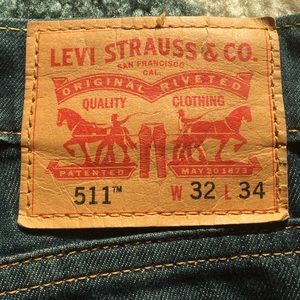 LEVI STRAUSS & CO.
SAN FRANCISCO
CAL.
ORIGINAL RIVETED
QUALITY CLOTHING
PATENTED MAY 20 1873
511™ W 32 L 34